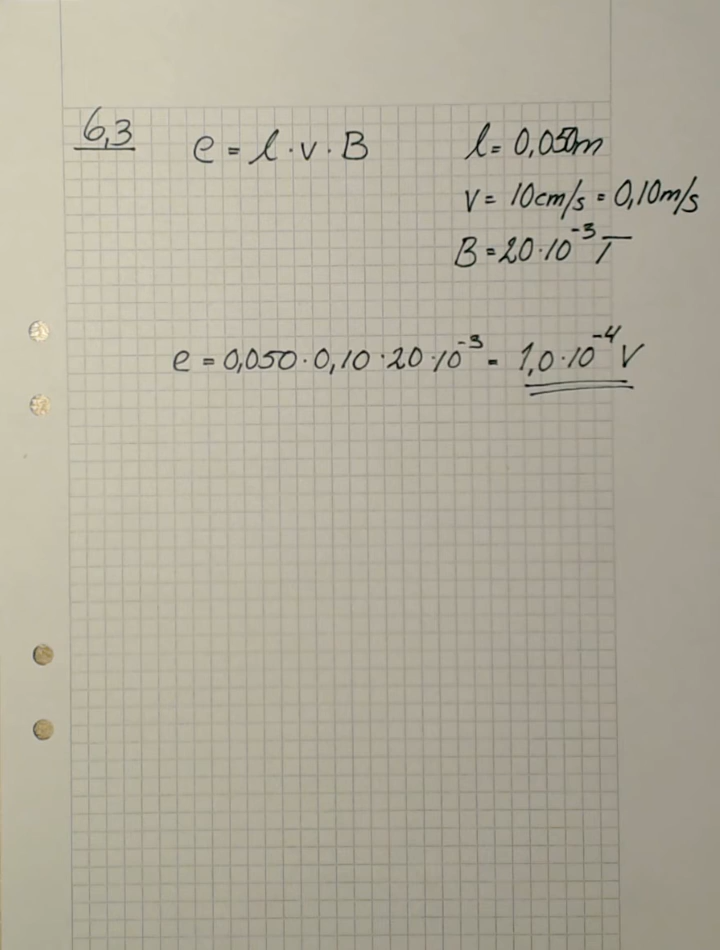 6,3 e = l · v · B l = 0,050m
v = 10cm/s = 0,10m/s
B = 20·10⁻³ T
e = 0,050 · 0,10 · 20 · 10⁻³ = 1,0 · 10⁻⁴ V